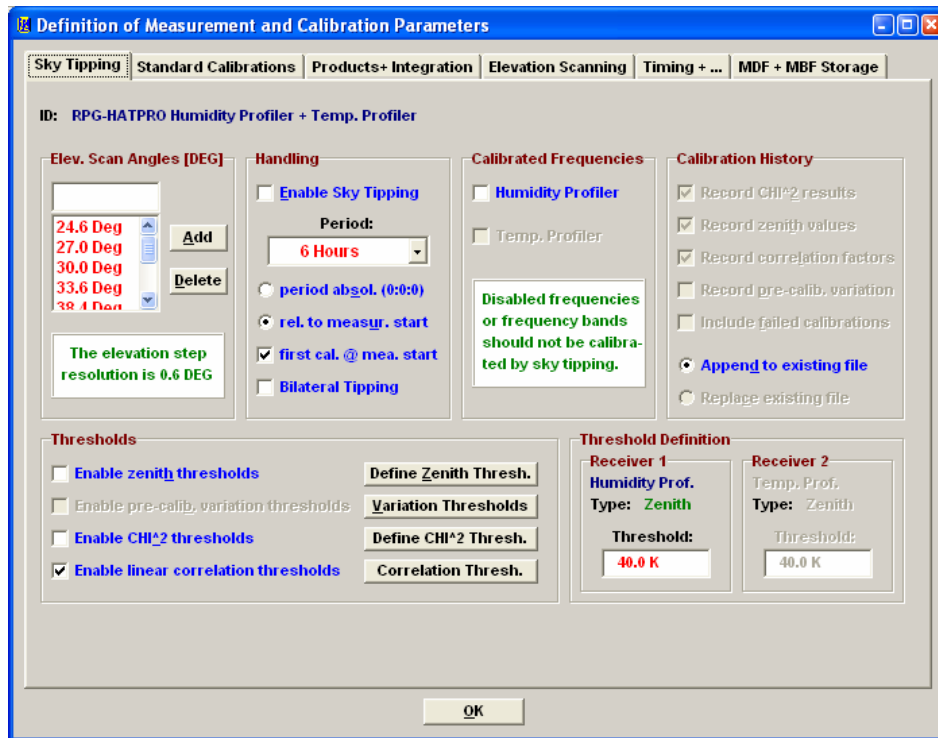 Definition of Measurement and Calibration Parameters
Sky Tipping Standard Calibrations Products+ Integration Elevation Scanning Timing + ... MDF + MBF Storage
ID: RPG-HATPRO Humidity Profiler + Temp. Profiler
Elev. Scan Angles [DEG]
24.6 Deg
27.0 Deg
30.0 Deg
33.6 Deg
38.4 Deg
Add
Delete
The elevation step
resolution is 0.6 DEG
Handling
Enable Sky Tipping
Period:
6 Hours
period absol. (0:0:0)
rel. to measur. start
first cal. @ mea. start
Bilateral Tipping
Calibrated Frequencies
Humidity Profiler
Temp. Profiler
Disabled frequencies
or frequency bands
should not be calibra-
ted by sky tipping.
Calibration History
Record CHI^2 results
Record zenith values
Record correlation factors
Record pre-calib. variation
Include failed calibrations
Append to existing file
Replace existing file
Thresholds
Enable zenith thresholds
Define Zenith Thresh.
Enable pre-calib. variation thresholds
Variation Thresholds
Enable CHI^2 thresholds
Define CHI^2 Thresh.
Enable linear correlation thresholds
Correlation Thresh.
Threshold Definition
Receiver 1
Humidity Prof.
Type: Zenith
Threshold:
40.0 K
Receiver 2
Temp. Prof.
Type: Zenith
Threshold:
40.0 K
OK